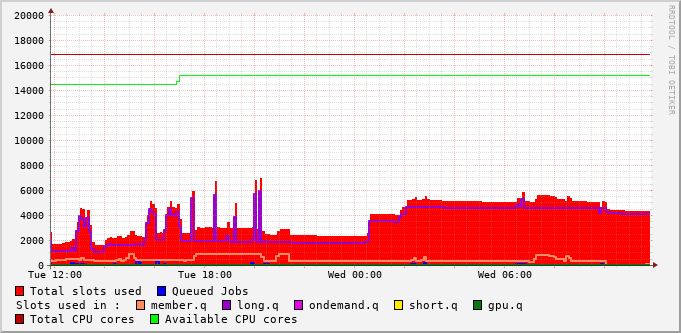 20000
18000
16000
14000
12000
10000
8000
6000
4000
2000
0
Tue 12:00 Tue 18:00 Wed 00:00 Wed 06:00
Total slots used Queued Jobs
Slots used in : member.q long.q ondemand.q short.q gpu.q
Total CPU cores Available CPU cores
RRDTOOL / TOBI OETIKER